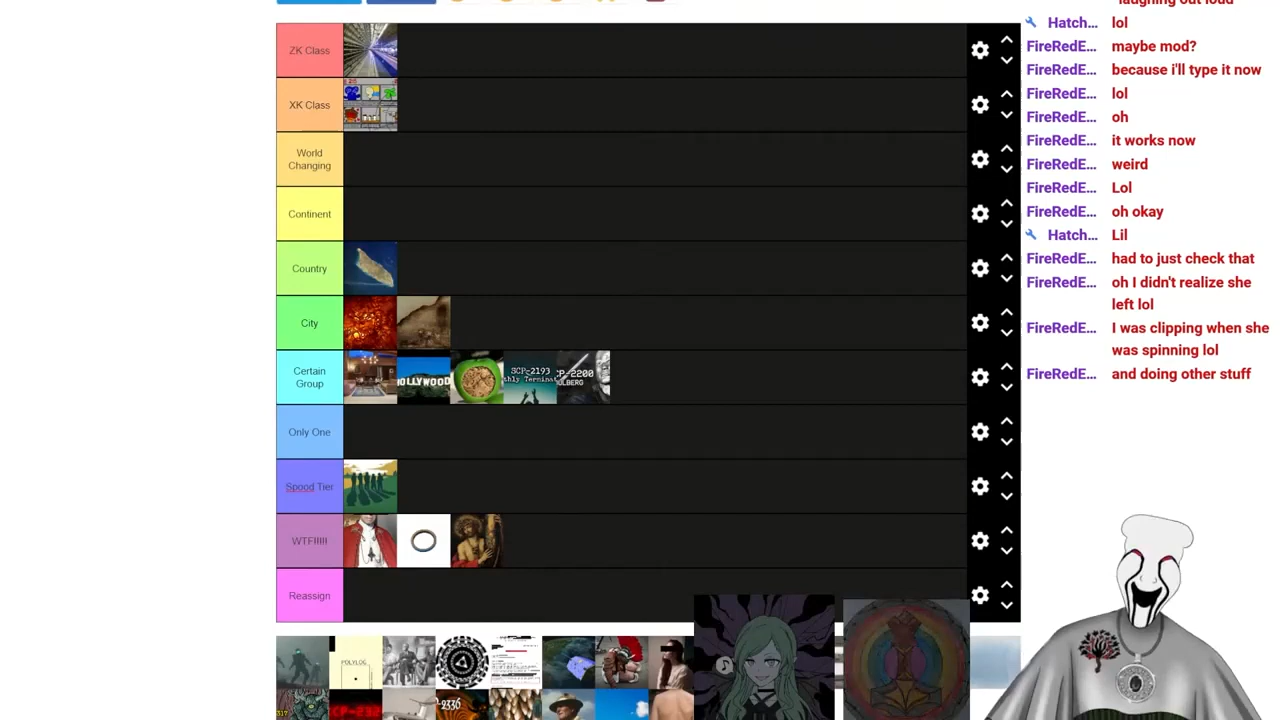 laughing out loud
Hatch... lol
FireRedE... maybe mod?
FireRedE... because i'll type it now
FireRedE... lol
FireRedE... oh
FireRedE... it works now
FireRedE... weird
FireRedE... Lol
FireRedE... oh okay
Hatch... Lil
FireRedE... had to just check that
FireRedE... oh I didn't realize she
left lol
FireRedE... I was clipping when she
was spinning lol
FireRedE... and doing other stuff
ZK Class
XK Class
World
Changing
Continent
Country
City
Certain
Group
HOLLYWOOD
SCP-2193
CP-2200
Only One
Spood Tier
WTF!!!!!
Reassign
317
2336